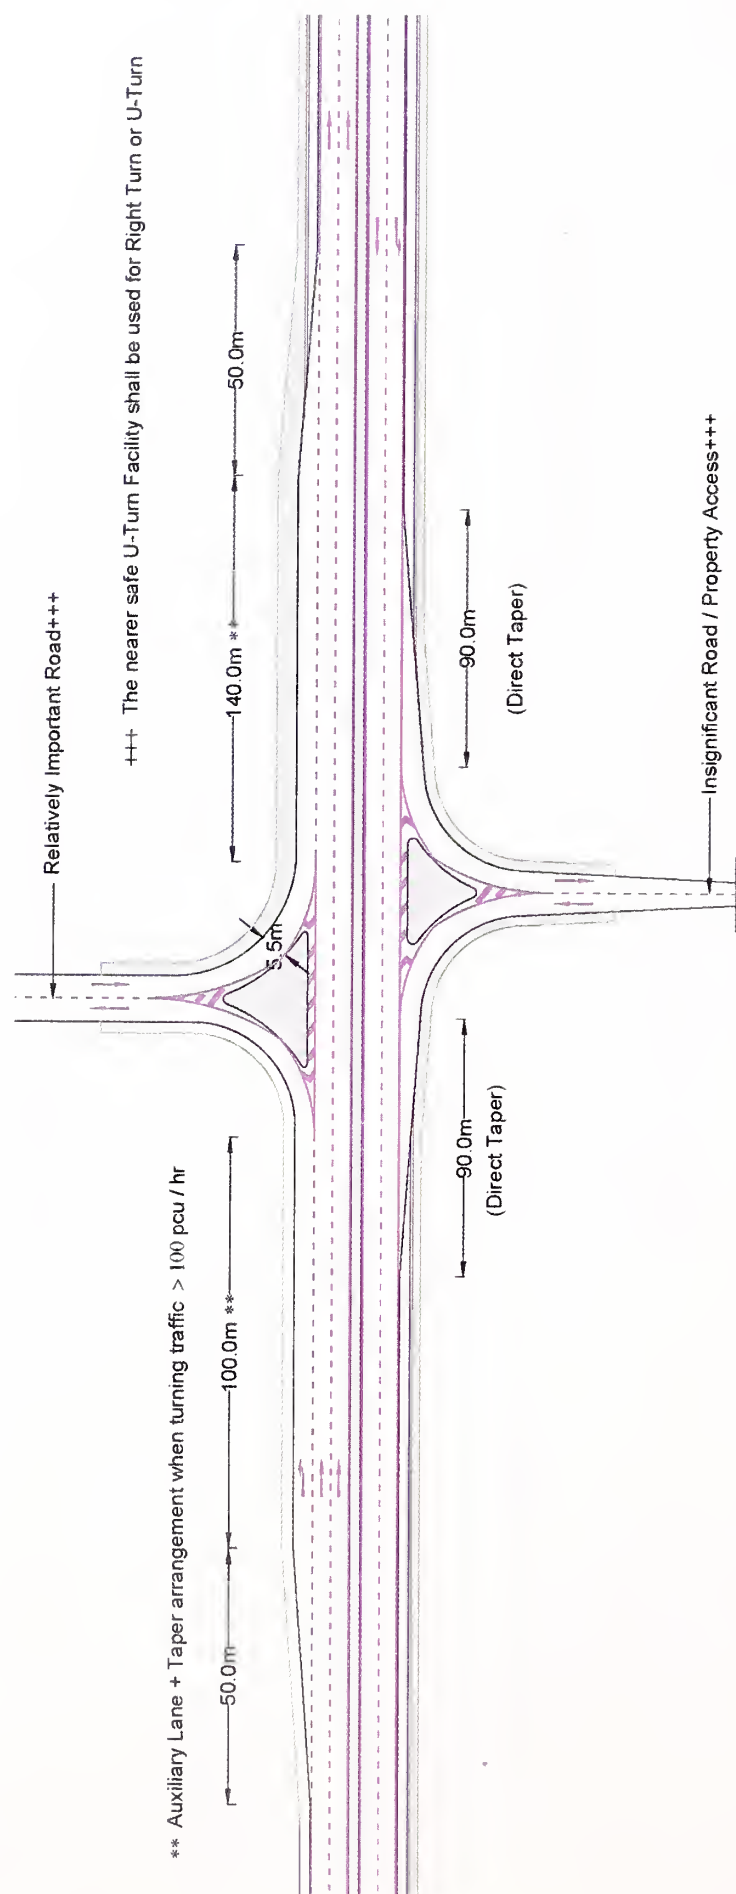 Relatively Important Road+++
+++ The nearer safe U-Turn Facility shall be used for Right Turn or U-Turn
** Auxiliary Lane + Taper arrangement when turning traffic > 100 pcu / hr
50.0m
100.0m **
140.0m **
50.0m
5.5m
90.0m
(Direct Taper)
90.0m
(Direct Taper)
Insignificant Road / Property Access+++